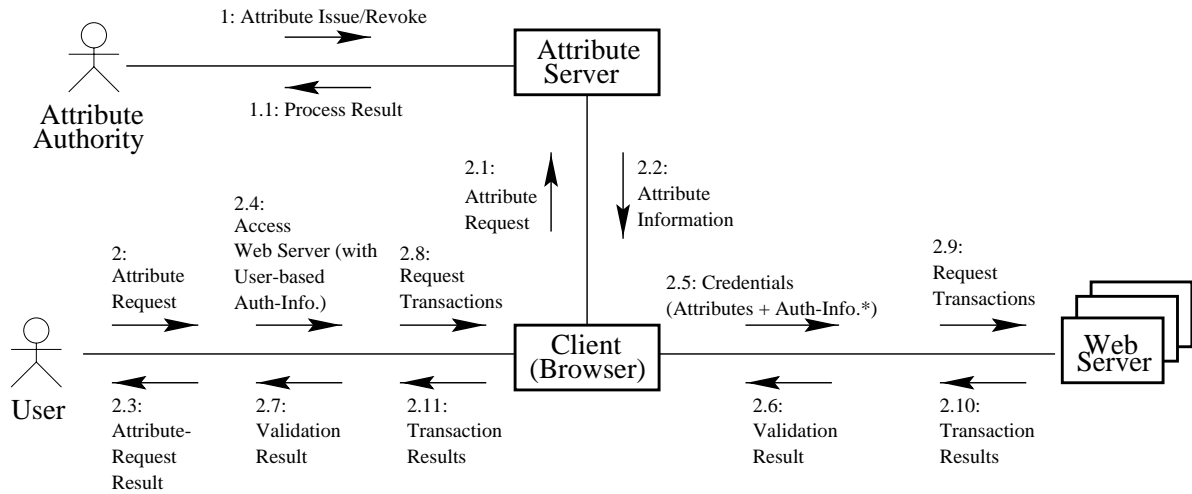 1: Attribute Issue/Revoke
Attribute
Server
1.1: Process Result
Attribute
Authority
2.1:
Attribute
Request
2.2:
Attribute
Information
2:
Attribute
Request
2.4:
Access
Web Server (with
User-based
Auth-Info.)
2.8:
Request
Transactions
2.5: Credentials
(Attributes + Auth-Info.*)
2.9:
Request
Transactions
User
Client
(Browser)
Web
Server
2.3:
Attribute-
Request
Result
2.7:
Validation
Result
2.11:
Transaction
Results
2.6:
Validation
Result
2.10:
Transaction
Results